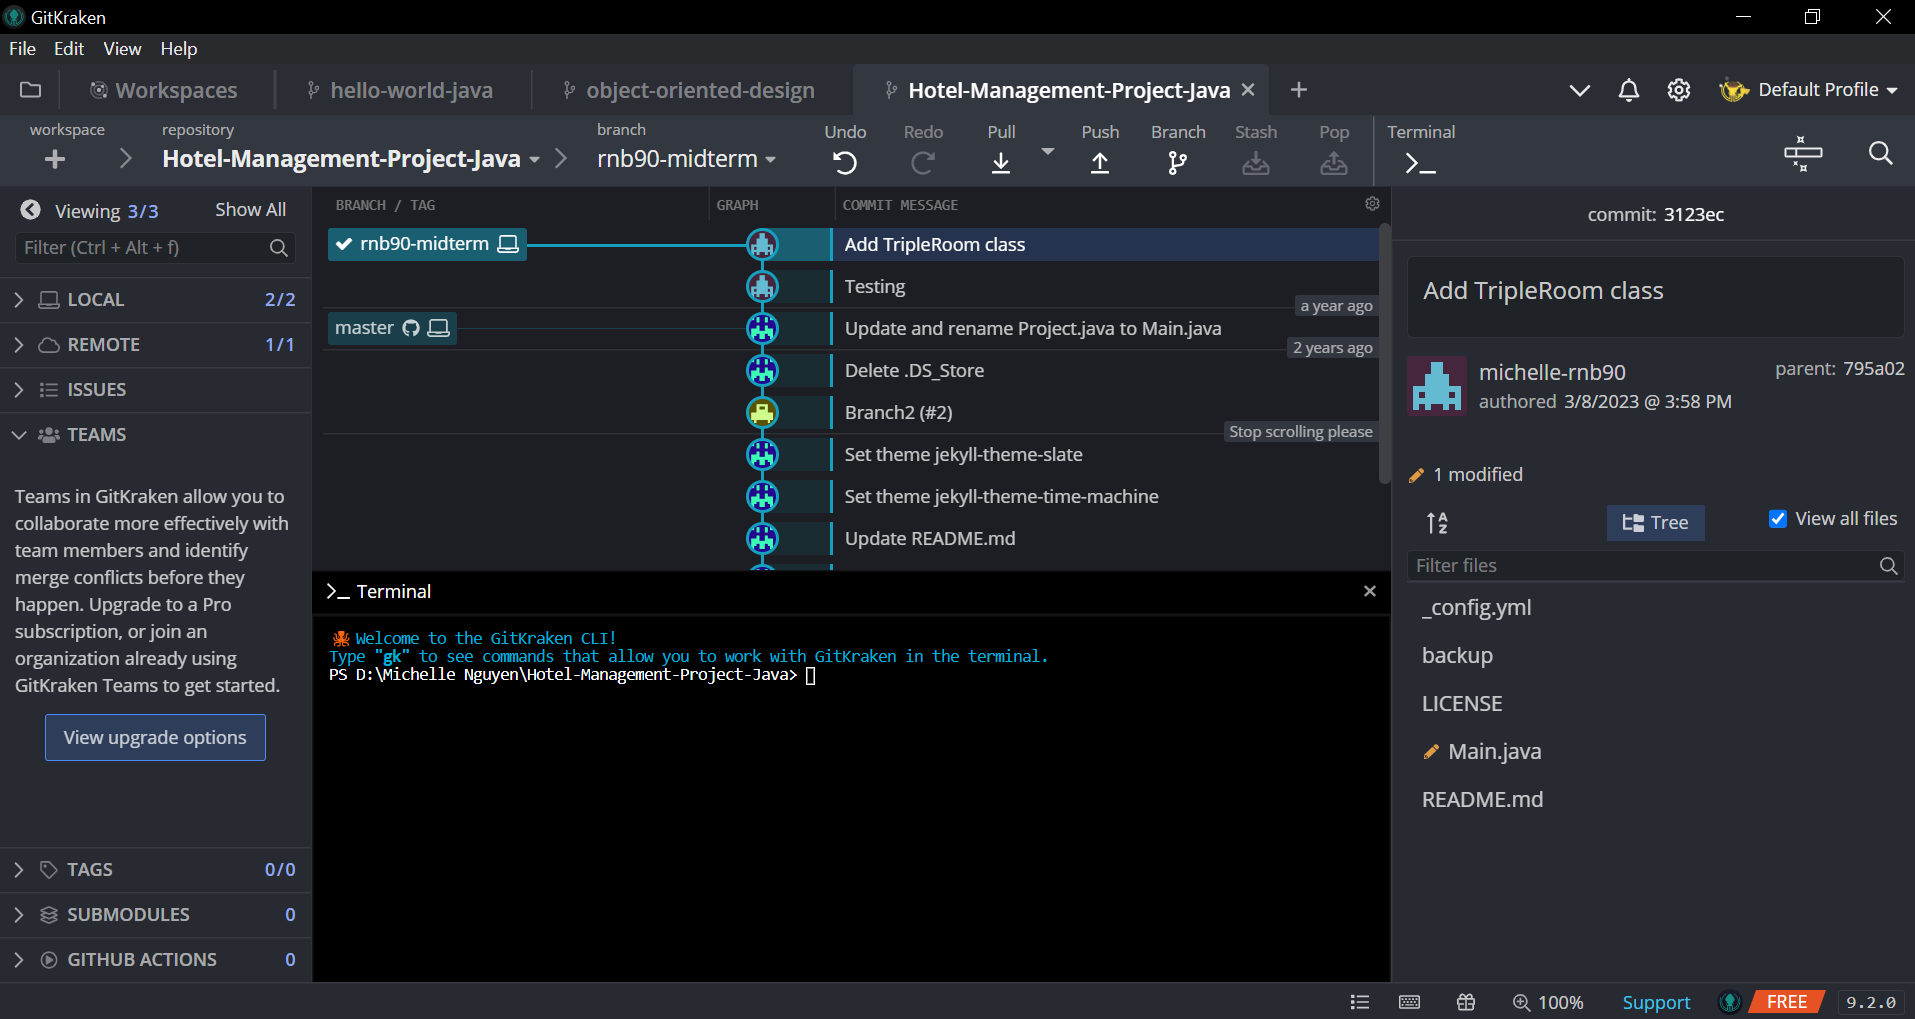 GitKraken
File Edit View Help
Workspaces hello-world-java object-oriented-design Hotel-Management-Project-Java Default Profile
workspace repository branch Undo Redo Pull Push Branch Stash Pop Terminal
Hotel-Management-Project-Java rnb90-midterm
Viewing 3/3 Show All
Filter (Ctrl + Alt + f)
LOCAL 2/2
REMOTE 1/1
ISSUES
TEAMS
Teams in GitKraken allow you to
collaborate more effectively with
team members and identify
merge conflicts before they
happen. Upgrade to a Pro
subscription, or join an
organization already using
GitKraken Teams to get started.
View upgrade options
TAGS 0/0
SUBMODULES 0
GITHUB ACTIONS 0
BRANCH / TAG GRAPH COMMIT MESSAGE
rnb90-midterm Add TripleRoom class
Testing
a year ago
master Update and rename Project.java to Main.java
2 years ago
Delete .DS_Store
Branch2 (#2)
Stop scrolling please
Set theme jekyll-theme-slate
Set theme jekyll-theme-time-machine
Update README.md
>_ Terminal
Welcome to the GitKraken CLI!
Type "gk" to see commands that allow you to work with GitKraken in the terminal.
PS D:\Michelle Nguyen\Hotel-Management-Project-Java>
commit: 3123ec
Add TripleRoom class
michelle-rnb90 parent: 795a02
authored 3/8/2023 @ 3:58 PM
1 modified
Tree View all files
Filter files
_config.yml
backup
LICENSE
Main.java
README.md
100% Support FREE 9.2.0